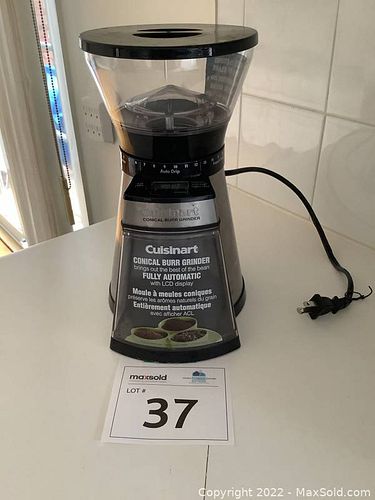 Auto Drip
CONICAL BURR GRINDER
Cuisinart
CONICAL BURR GRINDER
brings out the best of the bean
FULLY AUTOMATIC
with LCD display
Moule à meules coniques
préserve les arômes naturels du grain
Entièrement automatique
avec afficher ACL
maxsold
LOT #
37
Copyright © 2022 - MaxSold.com